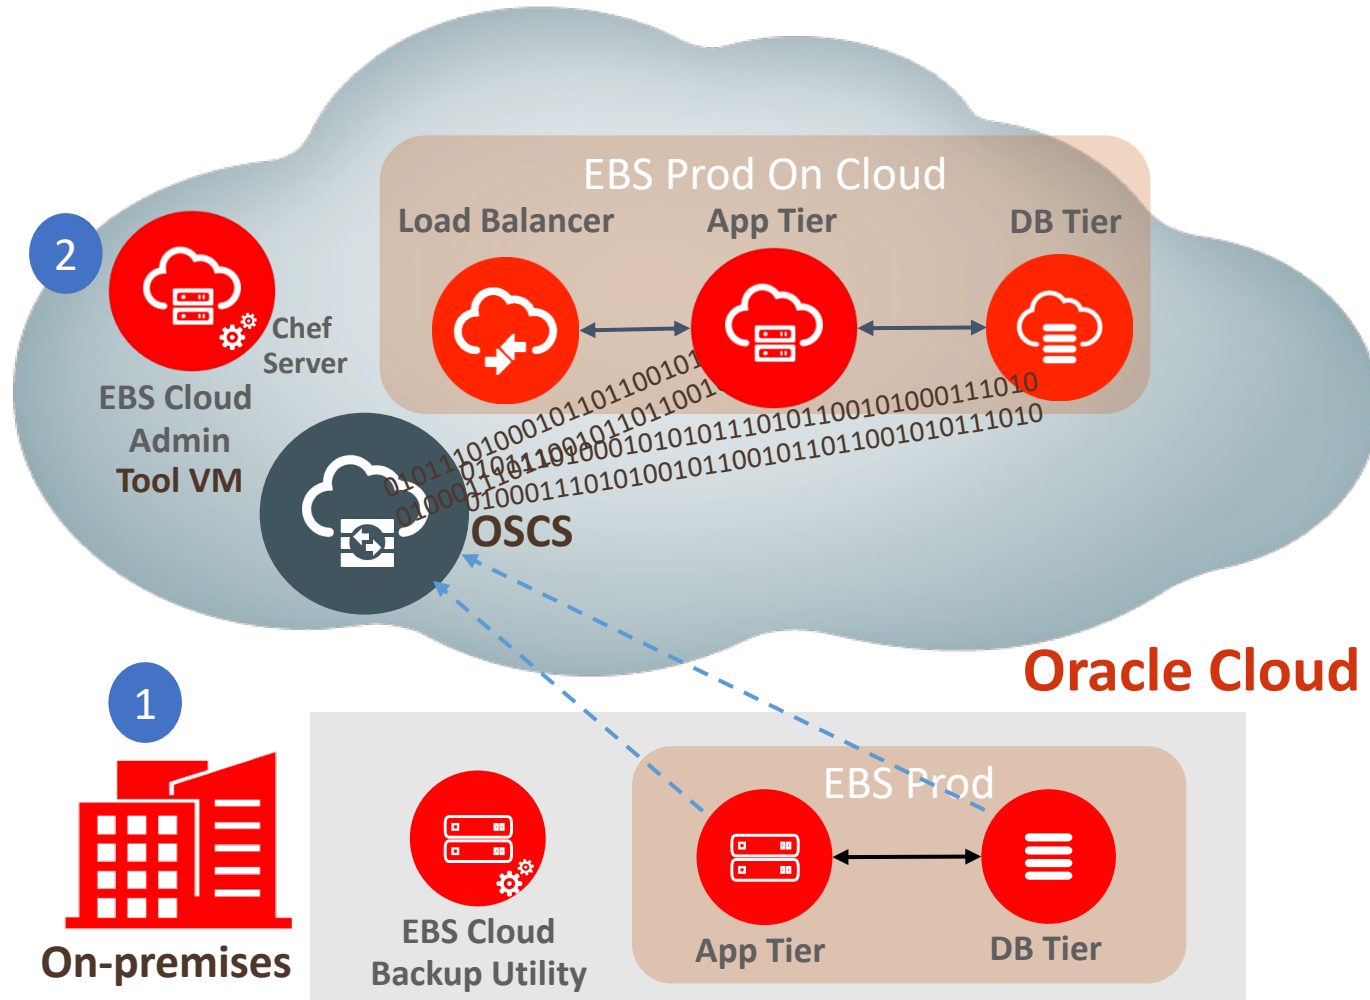 EBS Prod On Cloud
Load Balancer
App Tier
DB Tier
2
Chef
Server
EBS Cloud
Admin
Tool VM
010001110101001011001011011001010111010
OSCS
Oracle Cloud
1
On-premises
EBS Prod
EBS Cloud
Backup Utility
App Tier
DB Tier